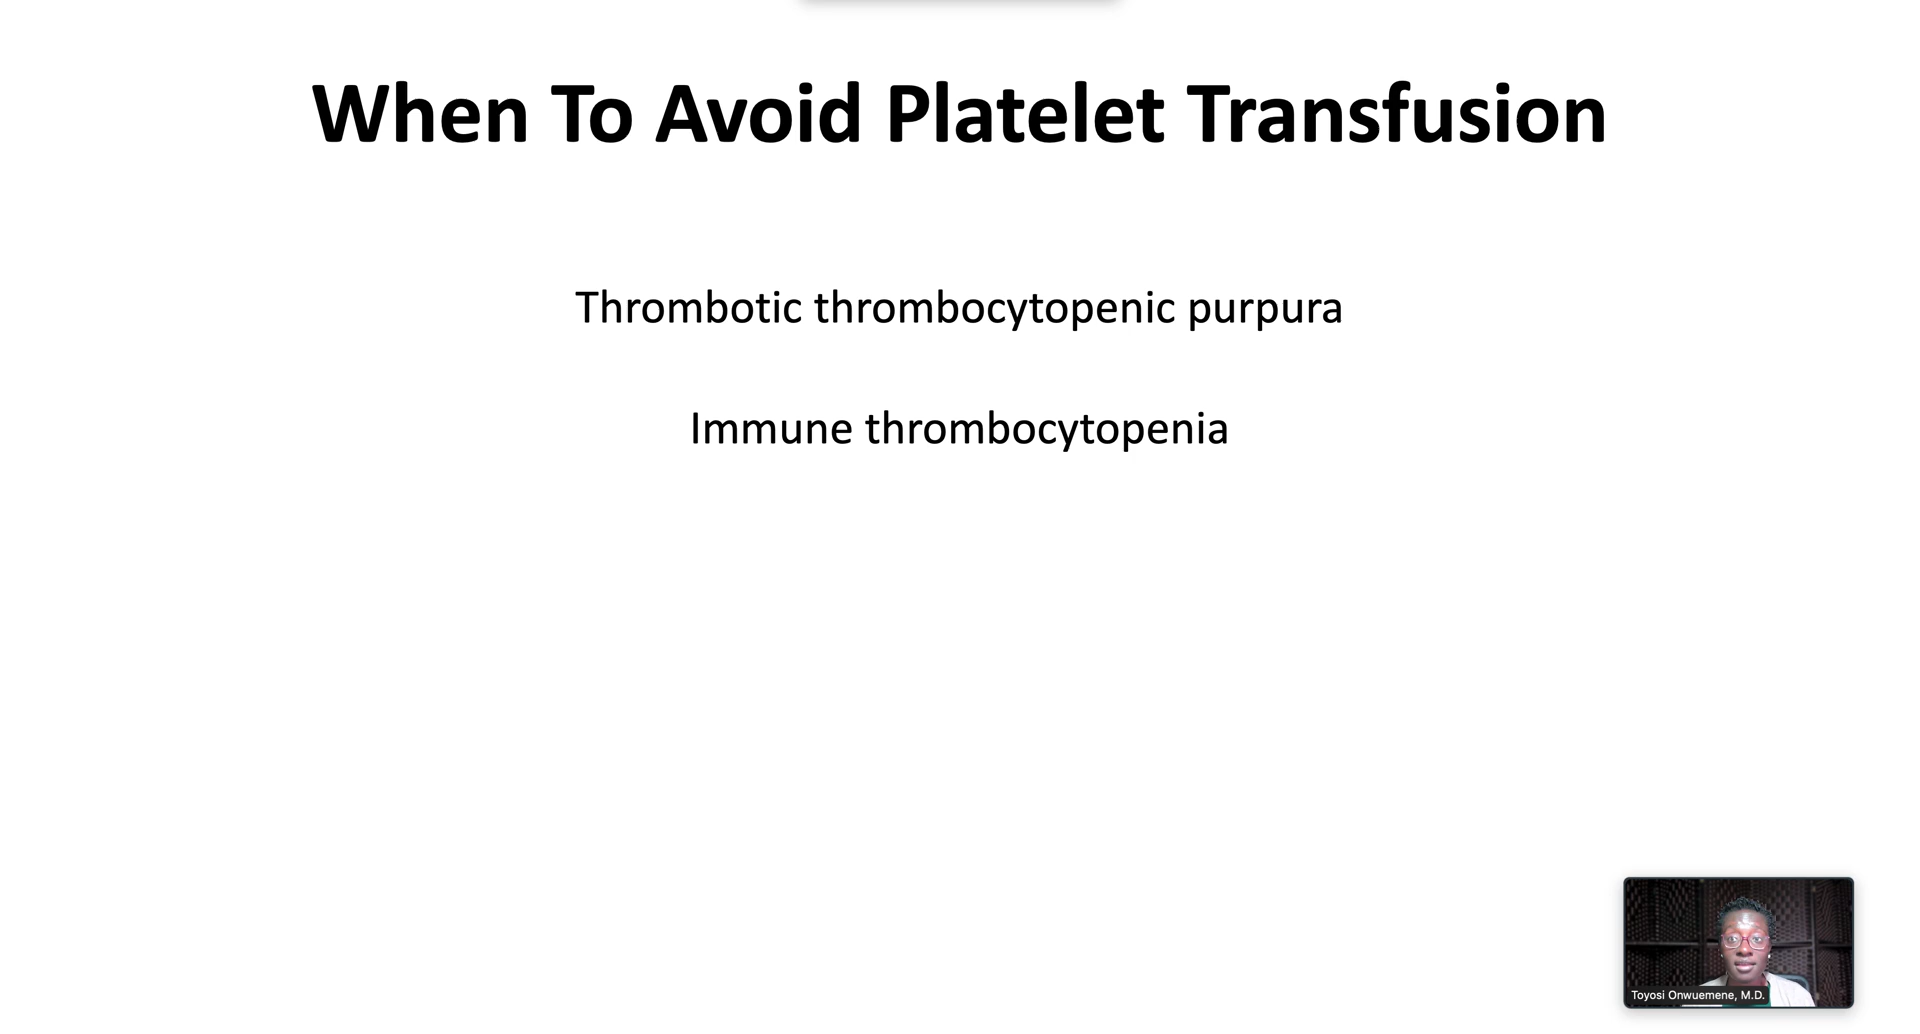 When To Avoid Platelet Transfusion
Thrombotic thrombocytopenic purpura
Immune thrombocytopenia
Toyosi Onwuemene, M.D.